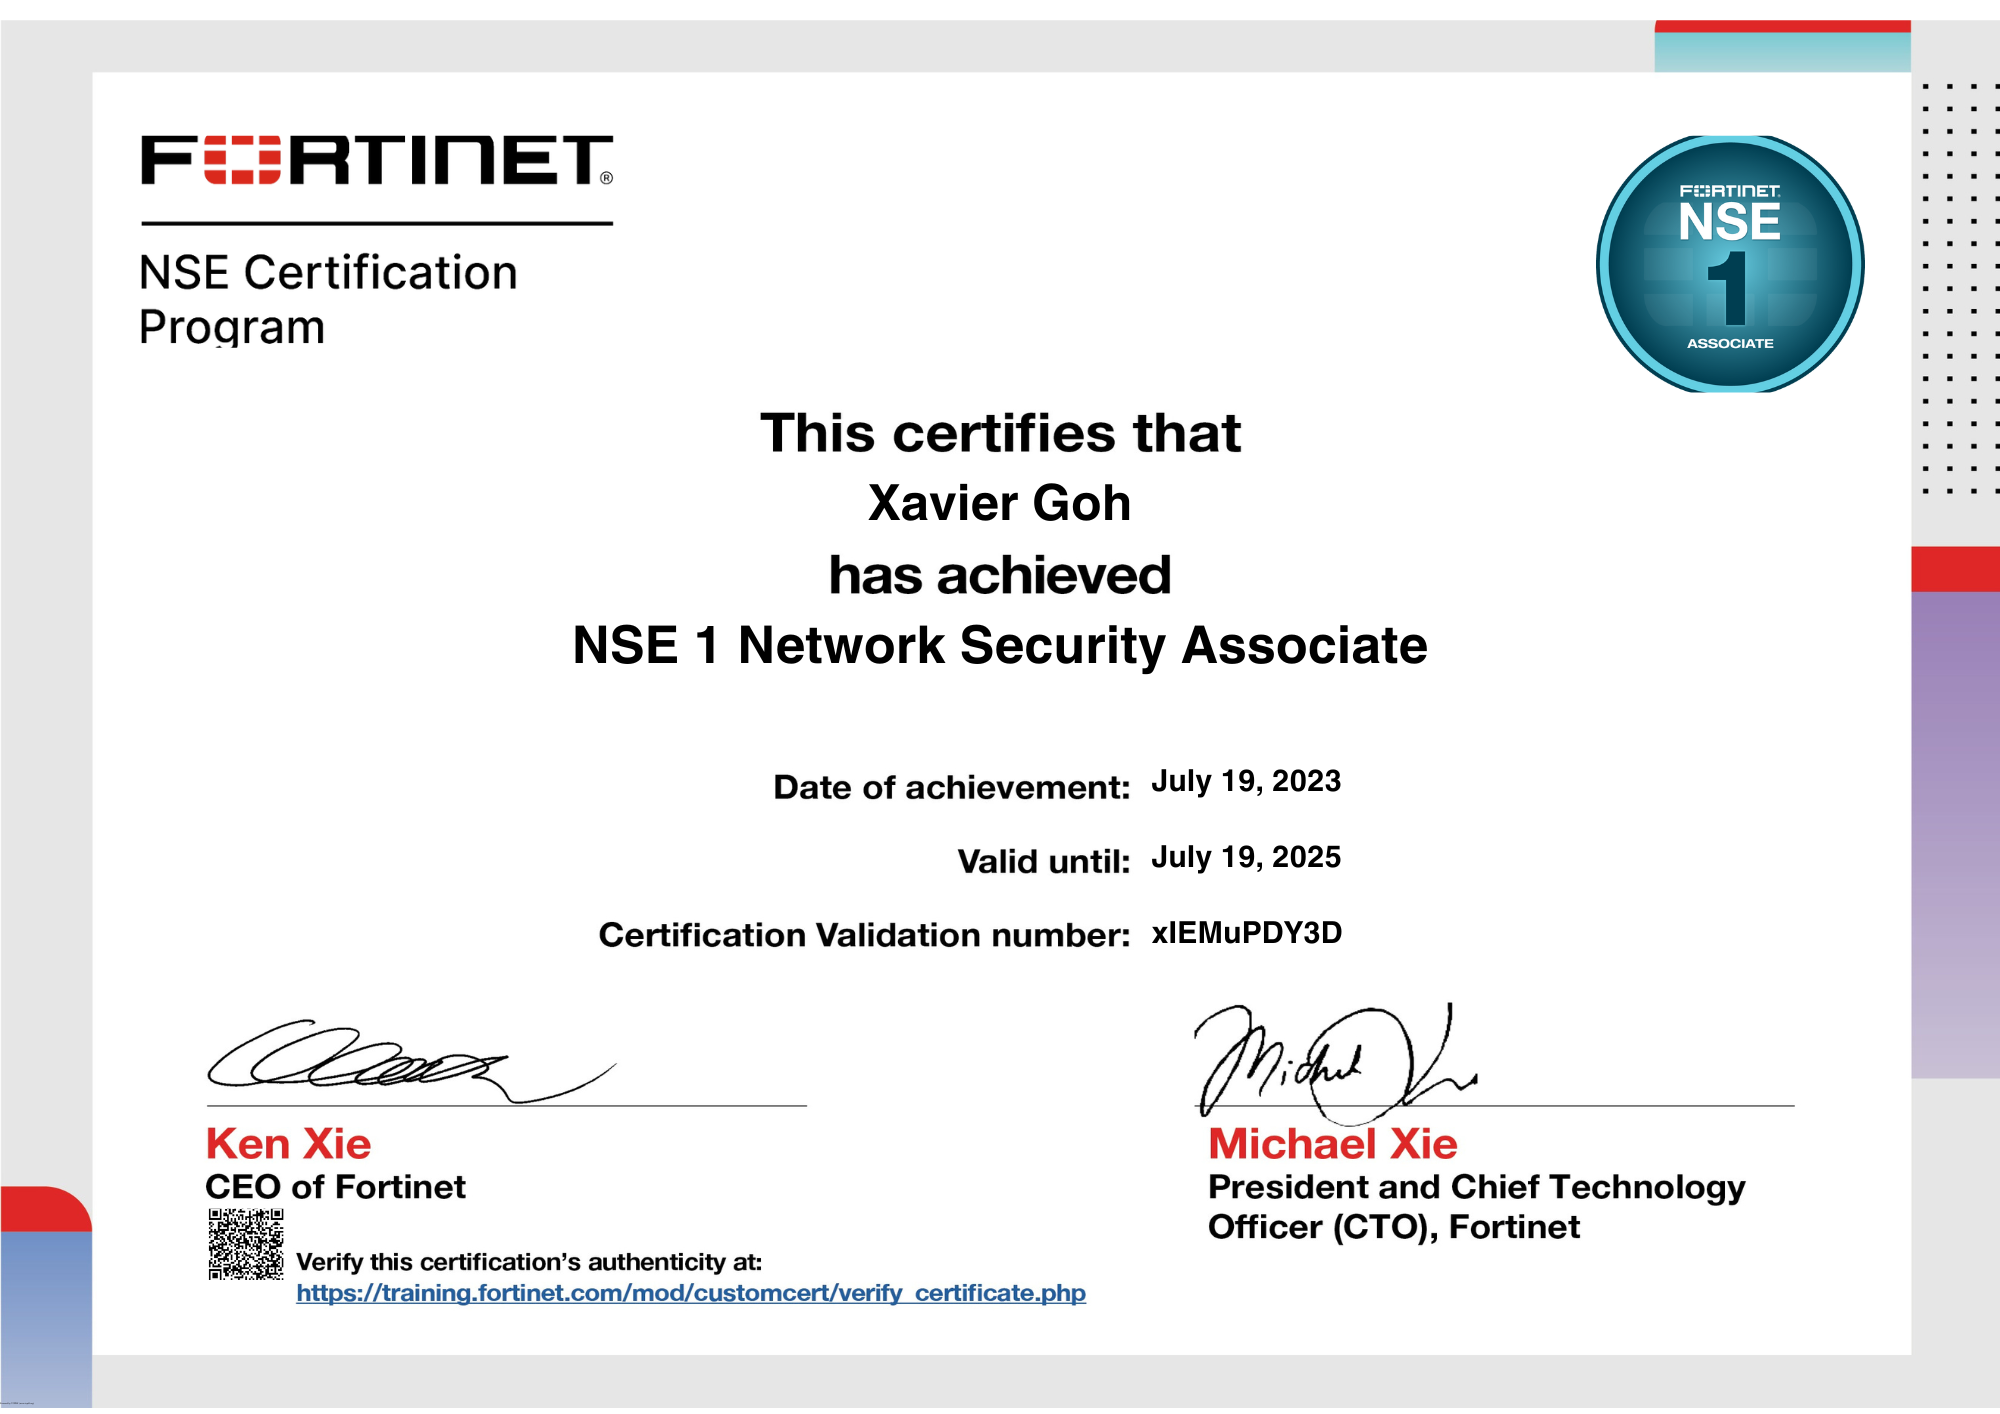 FORTINET®
NSE Certification
Program
FORTINET
NSE
1
ASSOCIATE
This certifies that
Xavier Goh
has achieved
NSE 1 Network Security Associate
Date of achievement: July 19, 2023
Valid until: July 19, 2025
Certification Validation number: xIEMuPDY3D
Ken Xie
CEO of Fortinet
Michael Xie
President and Chief Technology
Officer (CTO), Fortinet
Verify this certification’s authenticity at:
https://training.fortinet.com/mod/customcert/verify_certificate.php